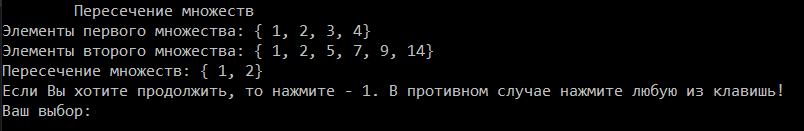 Пересечение множеств
Элементы первого множества: { 1, 2, 3, 4}
Элементы второго множества: { 1, 2, 5, 7, 9, 14}
Пересечение множеств: { 1, 2}
Если Вы хотите продолжить, то нажмите - 1. В противном случае нажмите любую из клавишь!
Ваш выбор: